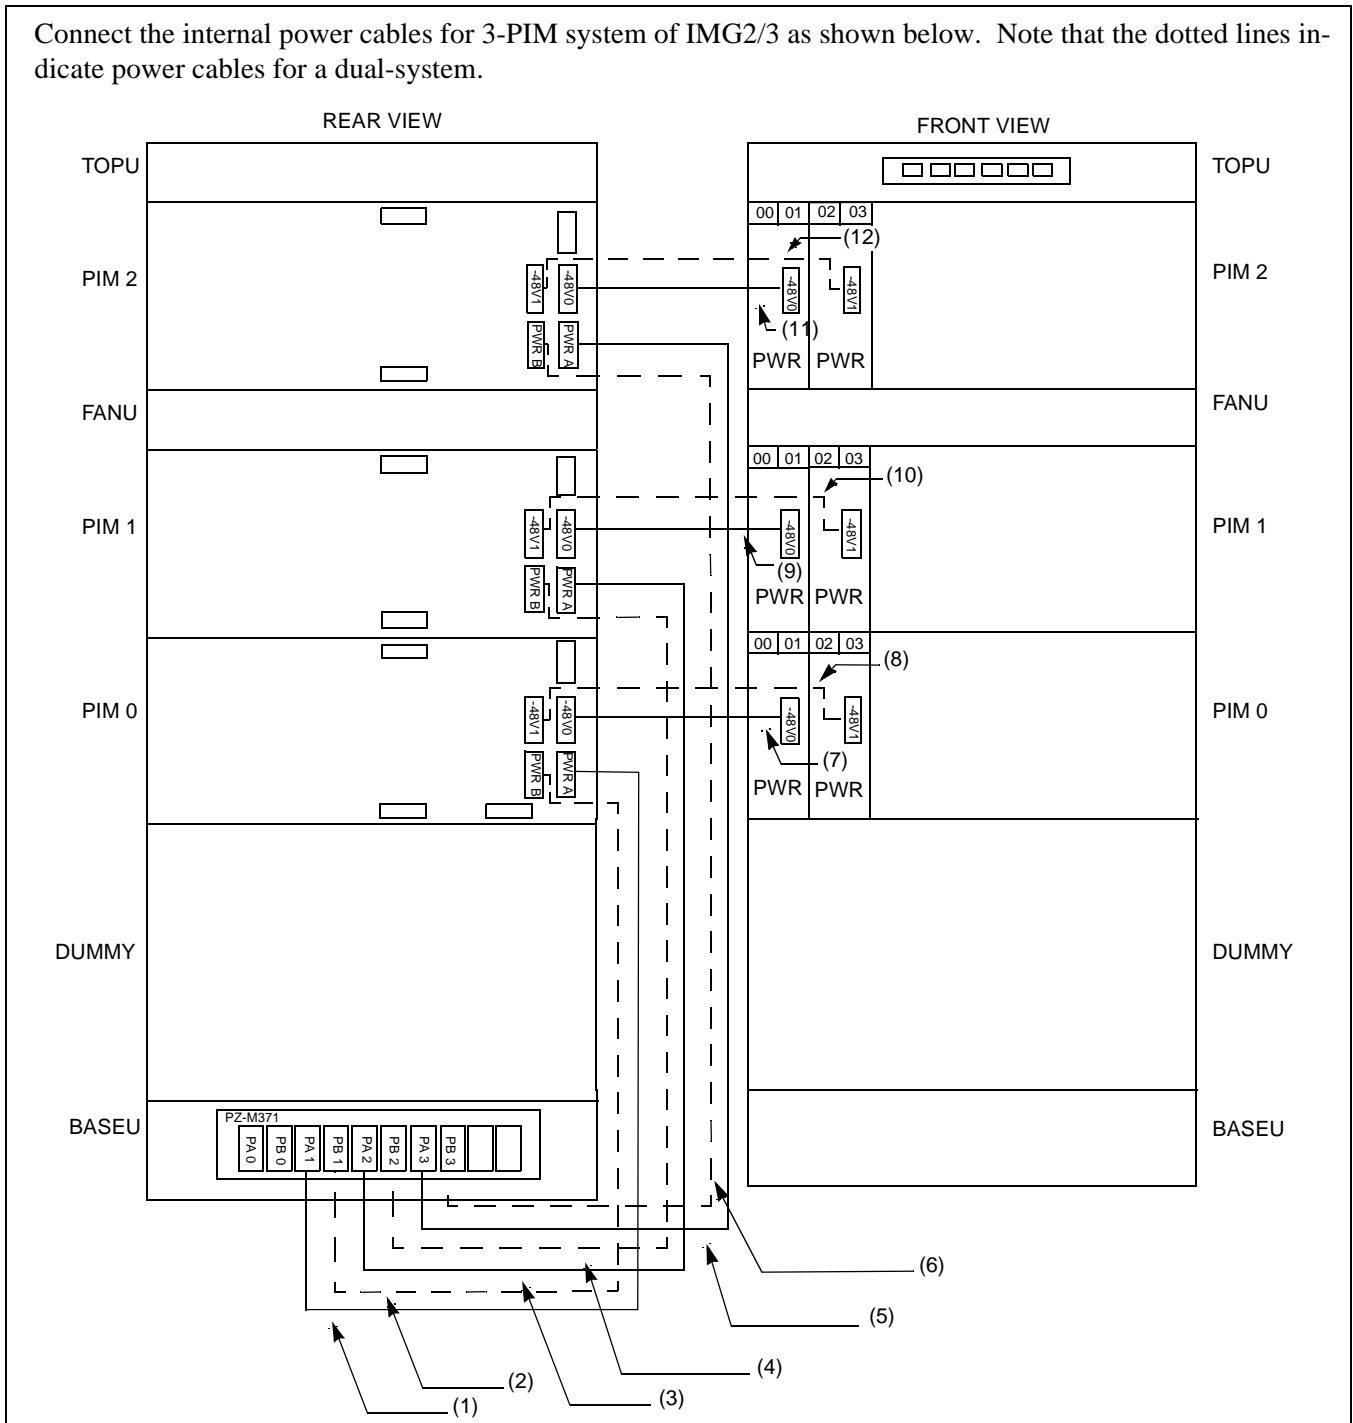 Connect the internal power cables for 3-PIM system of IMG2/3 as shown below. Note that the dotted lines in-
dicate power cables for a dual-system.
REAR VIEW
FRONT VIEW
TOPU
TOPU
00 01 02 03
(12)
PIM 2
-48V1
-48V0
-48V0
-48V1
PIM 2
(11)
PWR B
PWR A
PWR
PWR
FANU
FANU
00 01 02 03
(10)
PIM 1
-48V1
-48V0
-48V0
-48V1
PIM 1
(9)
PWR B
PWR A
PWR
PWR
00 01 02 03
(8)
PIM 0
-48V1
-48V0
-48V0
-48V1
PIM 0
(7)
PWR B
PWR A
PWR
PWR
DUMMY
DUMMY
BASEU
PZ-M371
PA 0
PB 0
PA 1
PB 1
PA 2
PB 2
PA 3
PB 3
BASEU
(6)
(5)
(4)
(2)
(3)
(1)